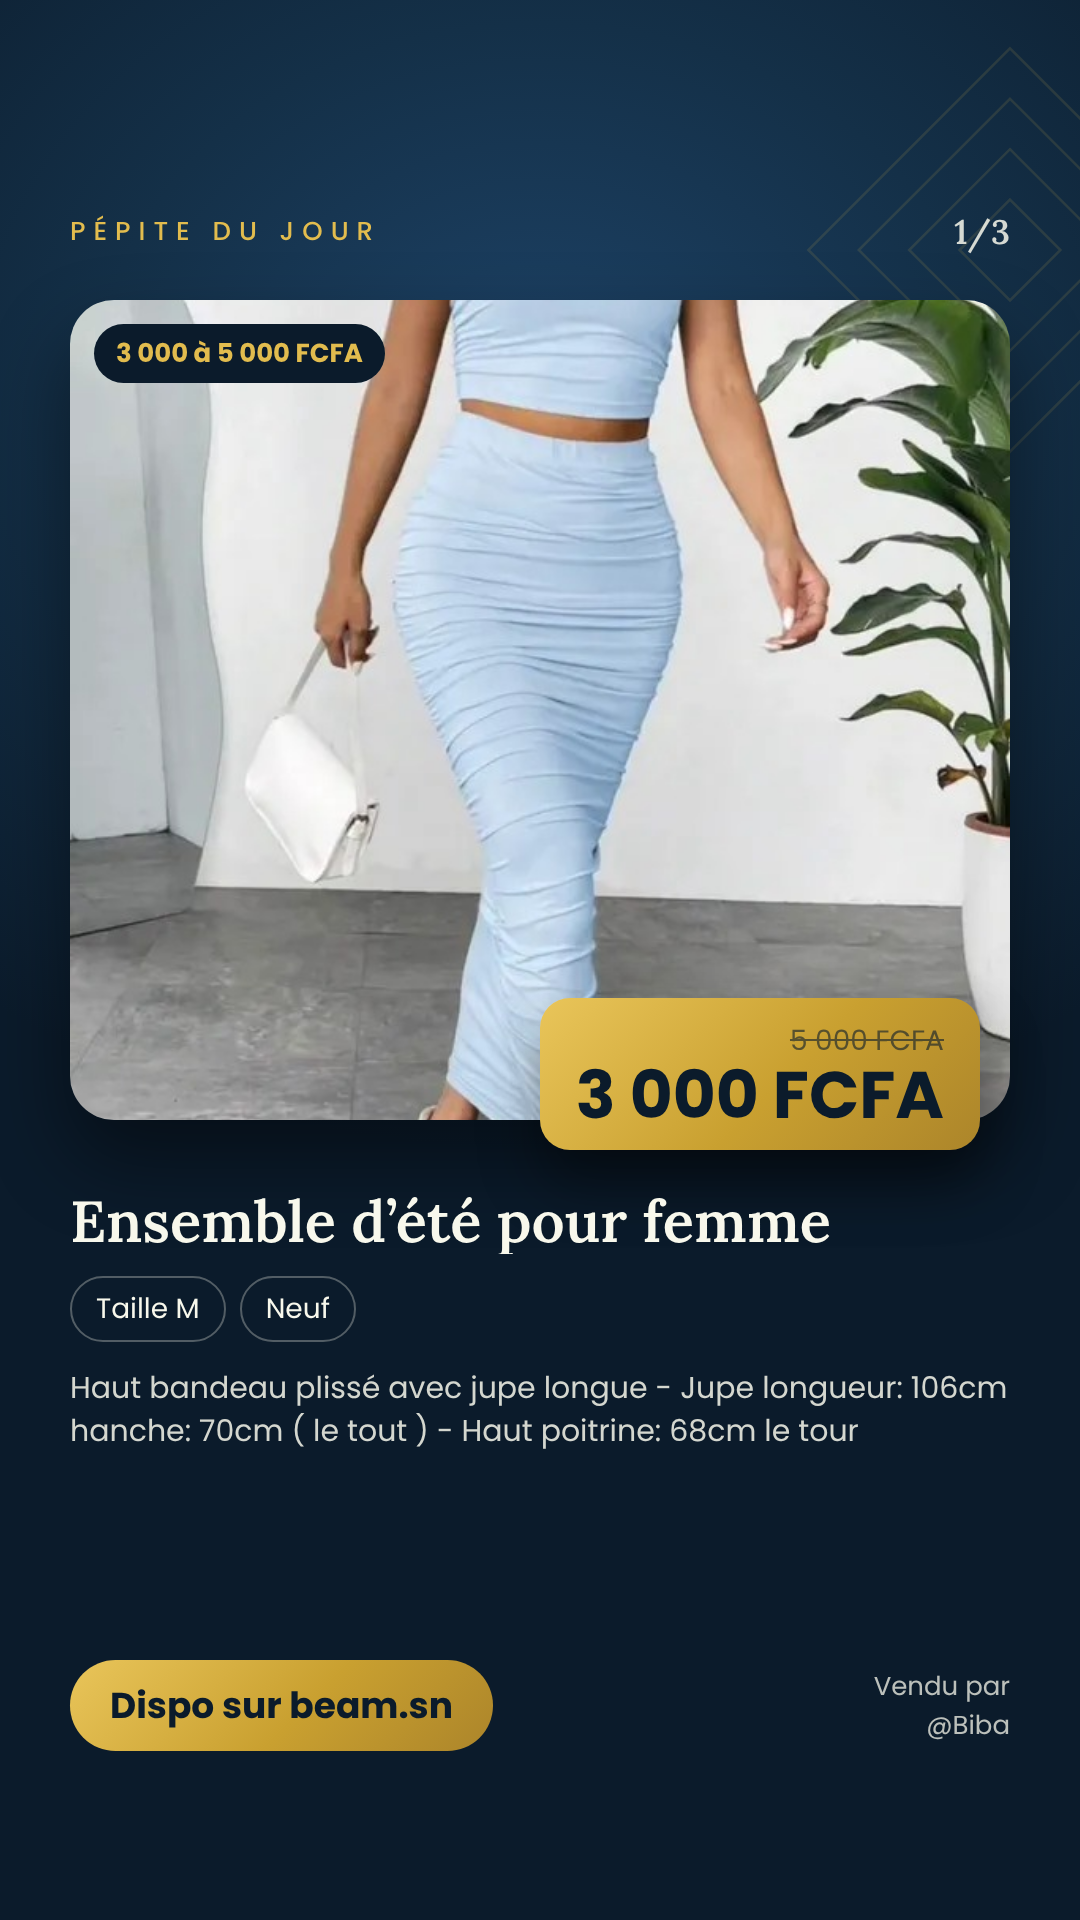 PÉPITE DU JOUR
1/3
3 000 à 5 000 FCFA
5 000 FCFA
3 000 FCFA
Ensemble d’été pour femme
Taille M
Neuf
Haut bandeau plissé avec jupe longue - Jupe longueur: 106cm
hanche: 70cm ( le tout ) - Haut poitrine: 68cm le tour
Dispo sur beam.sn
Vendu par
@Biba